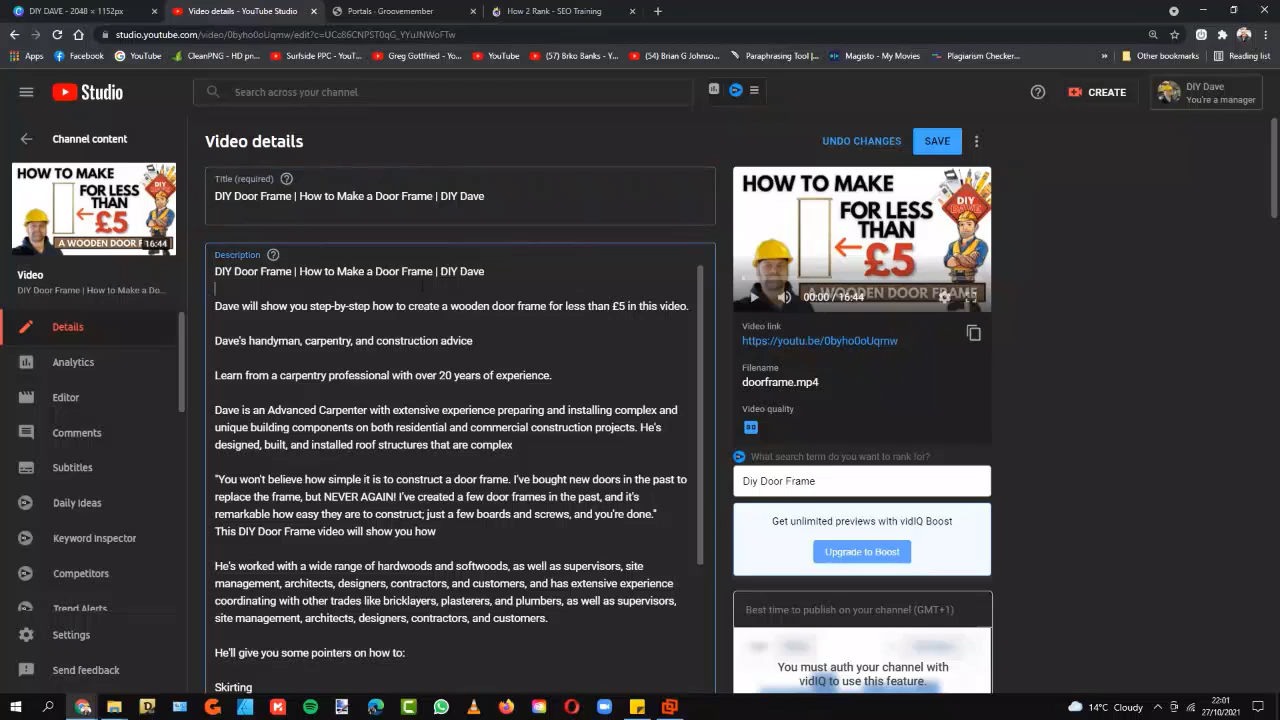 DIY DAVE - 2048 × 1152px
Video details - YouTube Studio
Portals - Groovemember
How 2 Rank - SEO Training
studio.youtube.com/video/0byho0oUqmw/edit?c=UCc86CNPST0qG_YYuJNWoFTw
Apps
Facebook
YouTube
CleanPNG - HD pn...
Surfside PPC - YouT...
Greg Gottfried - Yo...
YouTube
(57) Brko Banks - Y...
(54) Brian G Johnso...
Paraphrasing Tool |...
Magisto - My Movies
Plagiarism Checker...
Other bookmarks
Reading list
Studio
Search across your channel
CREATE
DIY Dave
You're a manager
Channel content
Video details
UNDO CHANGES
SAVE
HOW TO MAKE
FOR LESS
THAN
£5
DIY
A WOODEN DOOR F
16:44
Video
DIY Door Frame | How to Make a Do...
Details
Analytics
Editor
Comments
Subtitles
Daily Ideas
Keyword Inspector
Competitors
Trend Alerts
Settings
Send feedback
Title (required)
DIY Door Frame | How to Make a Door Frame | DIY Dave
Description
DIY Door Frame | How to Make a Door Frame | DIY Dave
Dave will show you step-by-step how to create a wooden door frame for less than £5 in this video.
Dave's handyman, carpentry, and construction advice
Learn from a carpentry professional with over 20 years of experience.
Dave is an Advanced Carpenter with extensive experience preparing and installing complex and
unique building components on both residential and commercial construction projects. He's
designed, built, and installed roof structures that are complex
"You won't believe how simple it is to construct a door frame. I've bought new doors in the past to
replace the frame, but NEVER AGAIN! I've created a few door frames in the past, and it's
remarkable how easy they are to construct; just a few boards and screws, and you're done."
This DIY Door Frame video will show you how
He's worked with a wide range of hardwoods and softwoods, as well as supervisors, site
management, architects, designers, contractors, and customers, and has extensive experience
coordinating with other trades like bricklayers, plasterers, and plumbers, as well as supervisors,
site management, architects, designers, contractors, and customers.
He'll give you some pointers on how to:
Skirting
HOW TO MAKE
FOR LESS
THAN
£5
DIY
DAVE
A WOODEN DOOR FRAME
00:00 / 16:44
Video link
https://youtu.be/0byho0oUqmw
Filename
doorframe.mp4
Video quality
SD
What search term do you want to rank for?
Diy Door Frame
Get unlimited previews with vidIQ Boost
Upgrade to Boost
Best time to publish on your channel (GMT+1)
You must auth your channel with
vidIQ to use this feature.
14°C Cloudy
22:01
27/10/2021